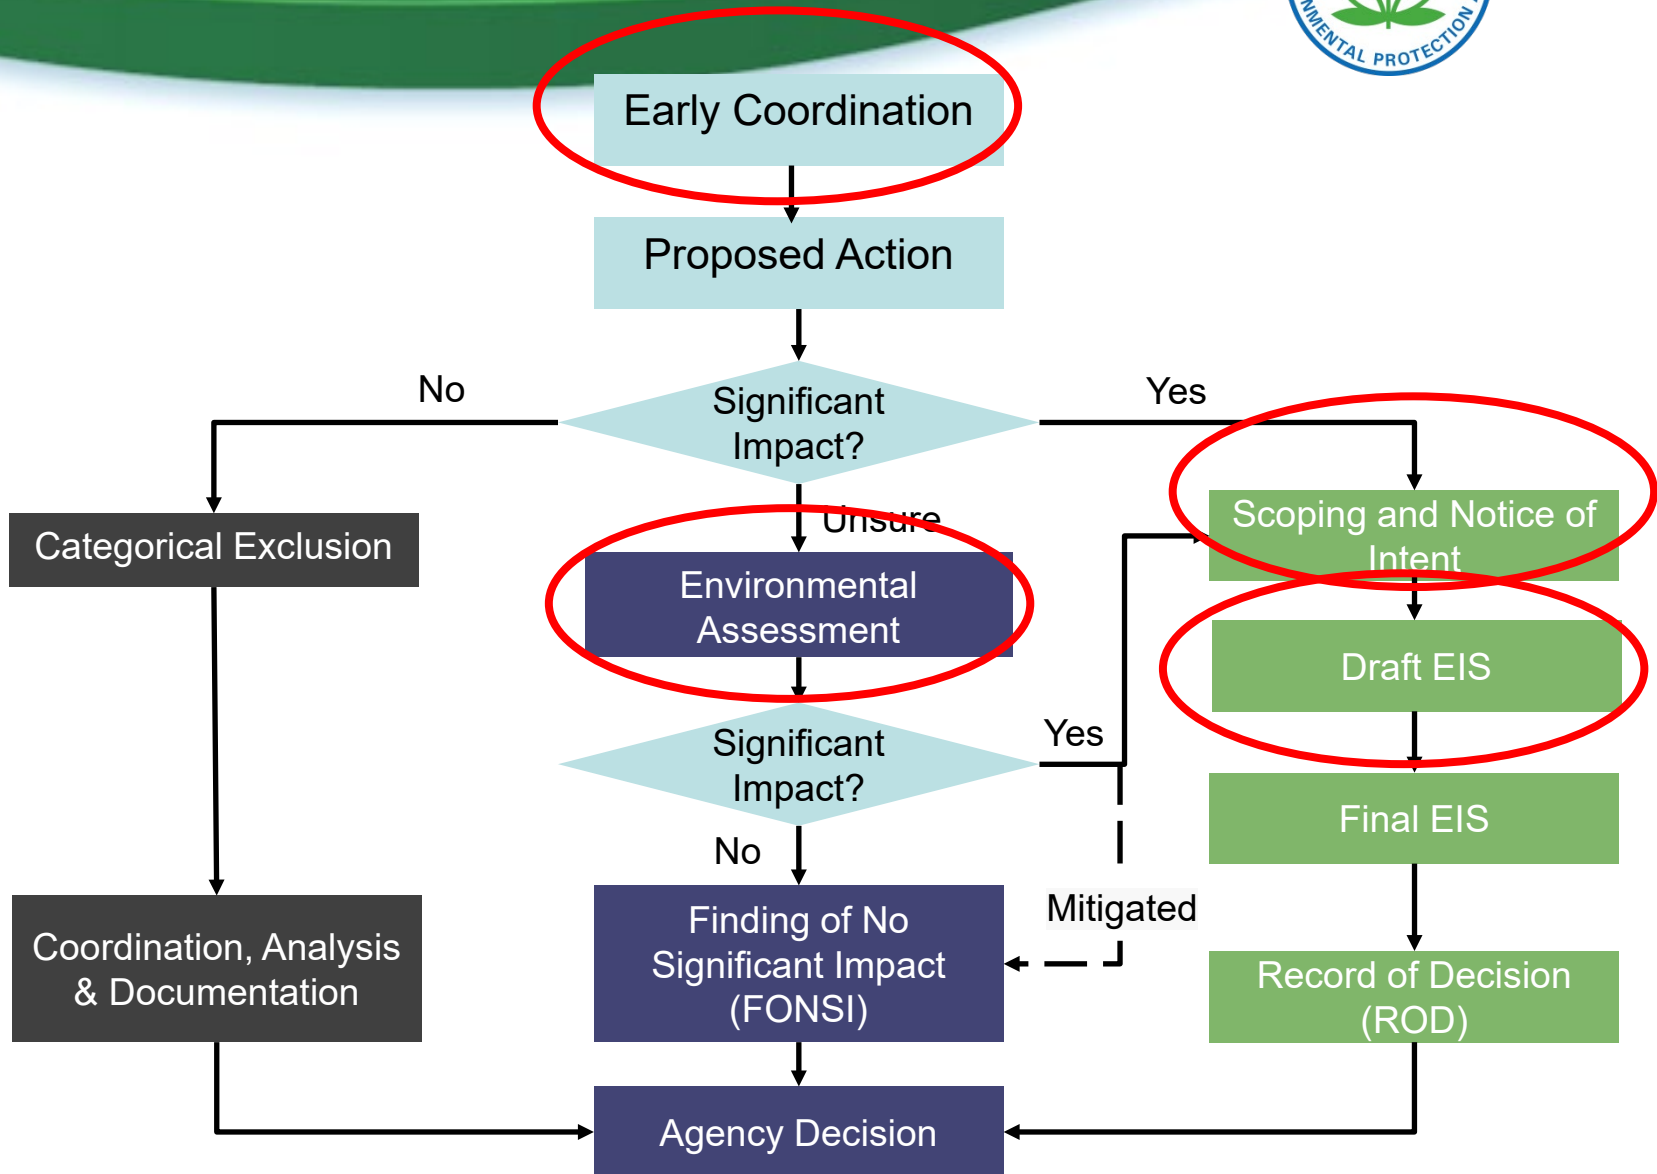 NMENTAL PROTECTION
Early Coordination
Proposed Action
No
Significant
Impact?
Yes
Unsure
Categorical Exclusion
Scoping and Notice of
Intent
Environmental
Assessment
Draft EIS
Significant
Impact?
Yes
Final EIS
No
Mitigated
Finding of No
Significant Impact
(FONSI)
Coordination, Analysis
& Documentation
Record of Decision
(ROD)
Agency Decision